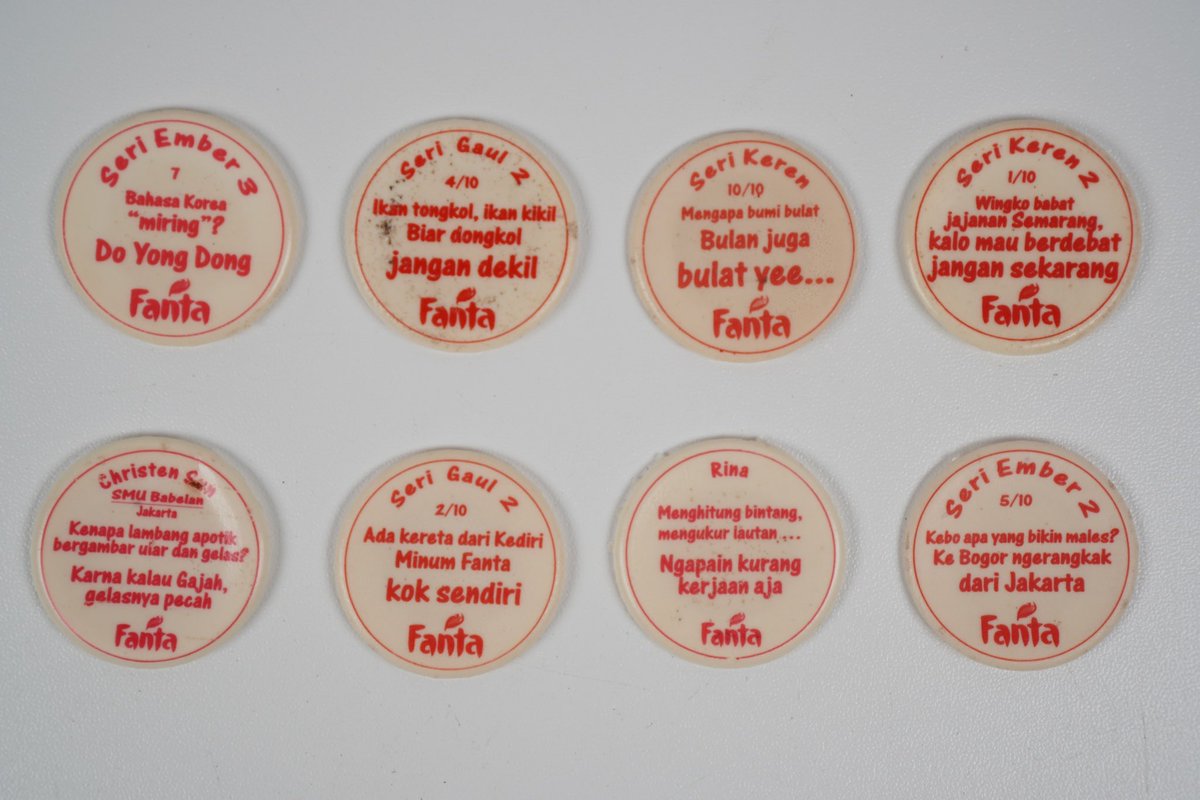 Seri Ember 3
7
Bahasa Korea
"miring"?
Do Yong Dong
Fanta
Seri Gaul 2
4/10
Ikan tongkol, ikan kikil
Biar dongkol
jangan dekil
Fanta
Seri Keren
10/10
Mengapa bumi bulat
Bulan juga
bulat yee...
Fanta
Seri Keren 2
1/10
Wingko babat
jajanan Semarang,
kalo mau berdebat
jangan sekarang
Fanta
Christen
SMU Babelan
Jakarta
Kenapa lambang apotik
bergambar ular dan gelas?
Karna kalau Gajah,
gelasnya pecah
Fanta
Seri Gaul 2
2/10
Ada kereta dari Kediri
Minum Fanta
kok sendiri
Fanta
Rina
Menghitung bintang,
mengukur lautan ...
Ngapain kurang
kerjaan aja
Fanta
Seri Ember 2
5/10
Kebo apa yang bikin males?
Ke Bogor ngerangkak
dari Jakarta
Fanta